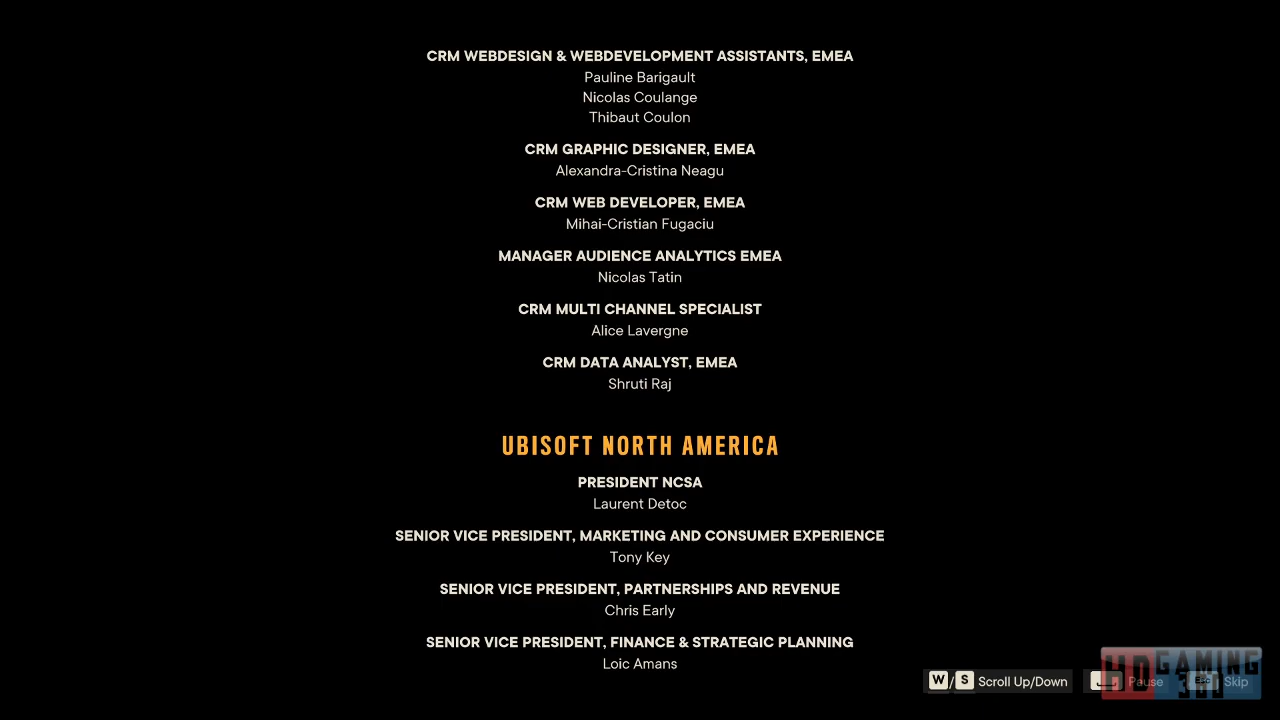 CRM WEBDESIGN & WEBDEVELOPMENT ASSISTANTS, EMEA
Pauline Barigault
Nicolas Coulange
Thibaut Coulon
CRM GRAPHIC DESIGNER, EMEA
Alexandra-Cristina Neagu
CRM WEB DEVELOPER, EMEA
Mihai-Cristian Fugaciu
MANAGER AUDIENCE ANALYTICS EMEA
Nicolas Tatin
CRM MULTI CHANNEL SPECIALIST
Alice Lavergne
CRM DATA ANALYST, EMEA
Shruti Raj
UBISOFT NORTH AMERICA
PRESIDENT NCSA
Laurent Detoc
SENIOR VICE PRESIDENT, MARKETING AND CONSUMER EXPERIENCE
Tony Key
SENIOR VICE PRESIDENT, PARTNERSHIPS AND REVENUE
Chris Early
SENIOR VICE PRESIDENT, FINANCE & STRATEGIC PLANNING
Loic Amans
W/S Scroll Up/Down Pause Esc Skip
HD GAMING 301